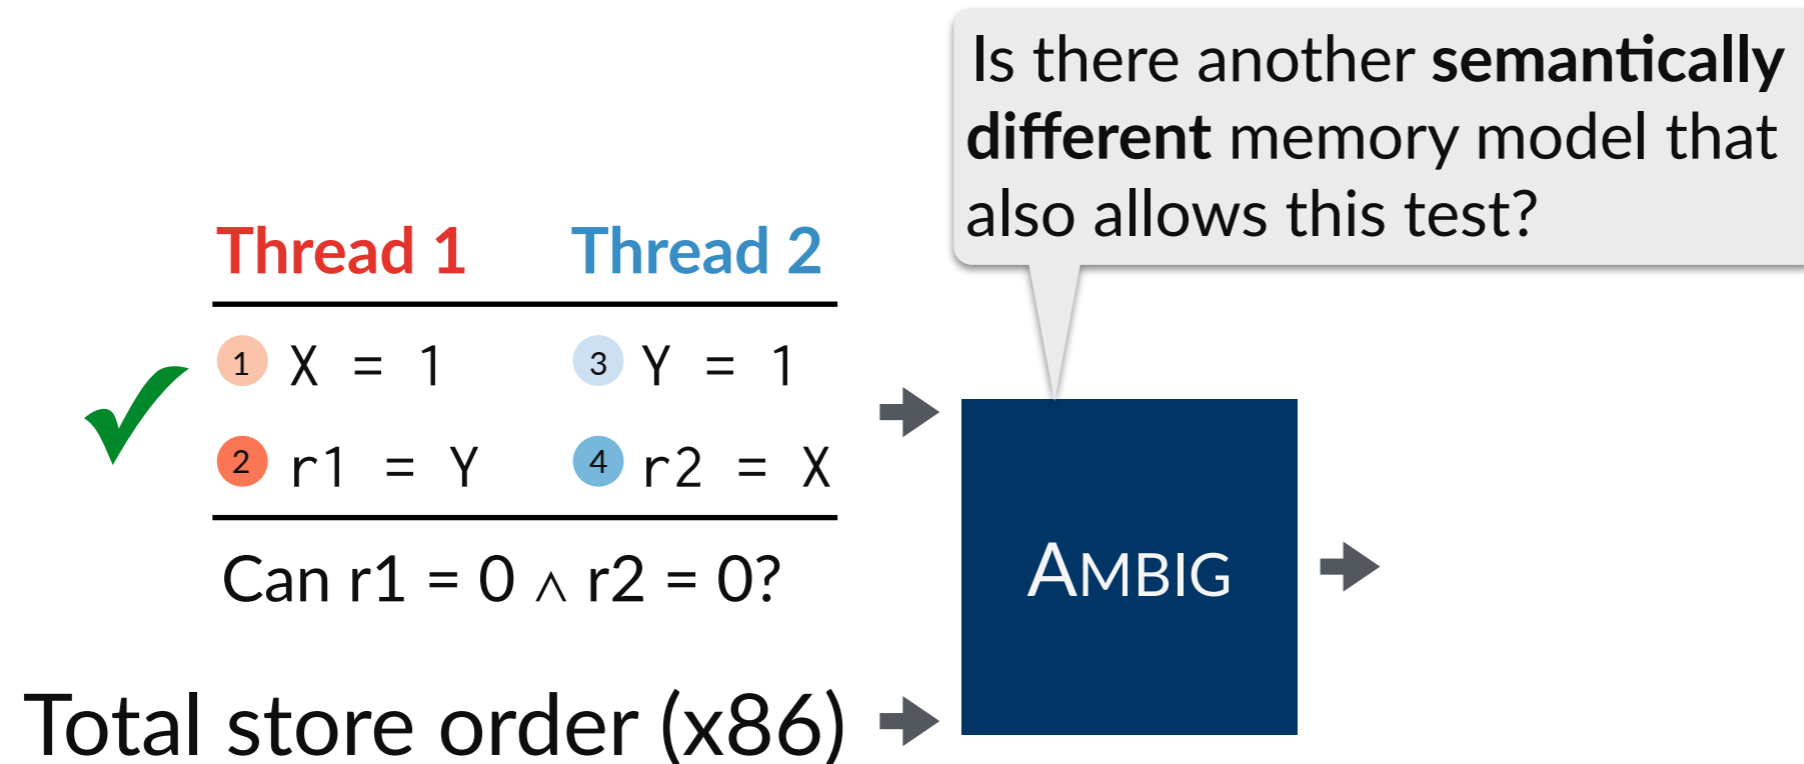 Is there another semantically
different memory model that
also allows this test?
Thread 1 Thread 2
1 X = 1 3 Y = 1
2 r1 = Y 4 r2 = X
Can r1 = 0 ∧ r2 = 0?
AMBIG
Total store order (x86)